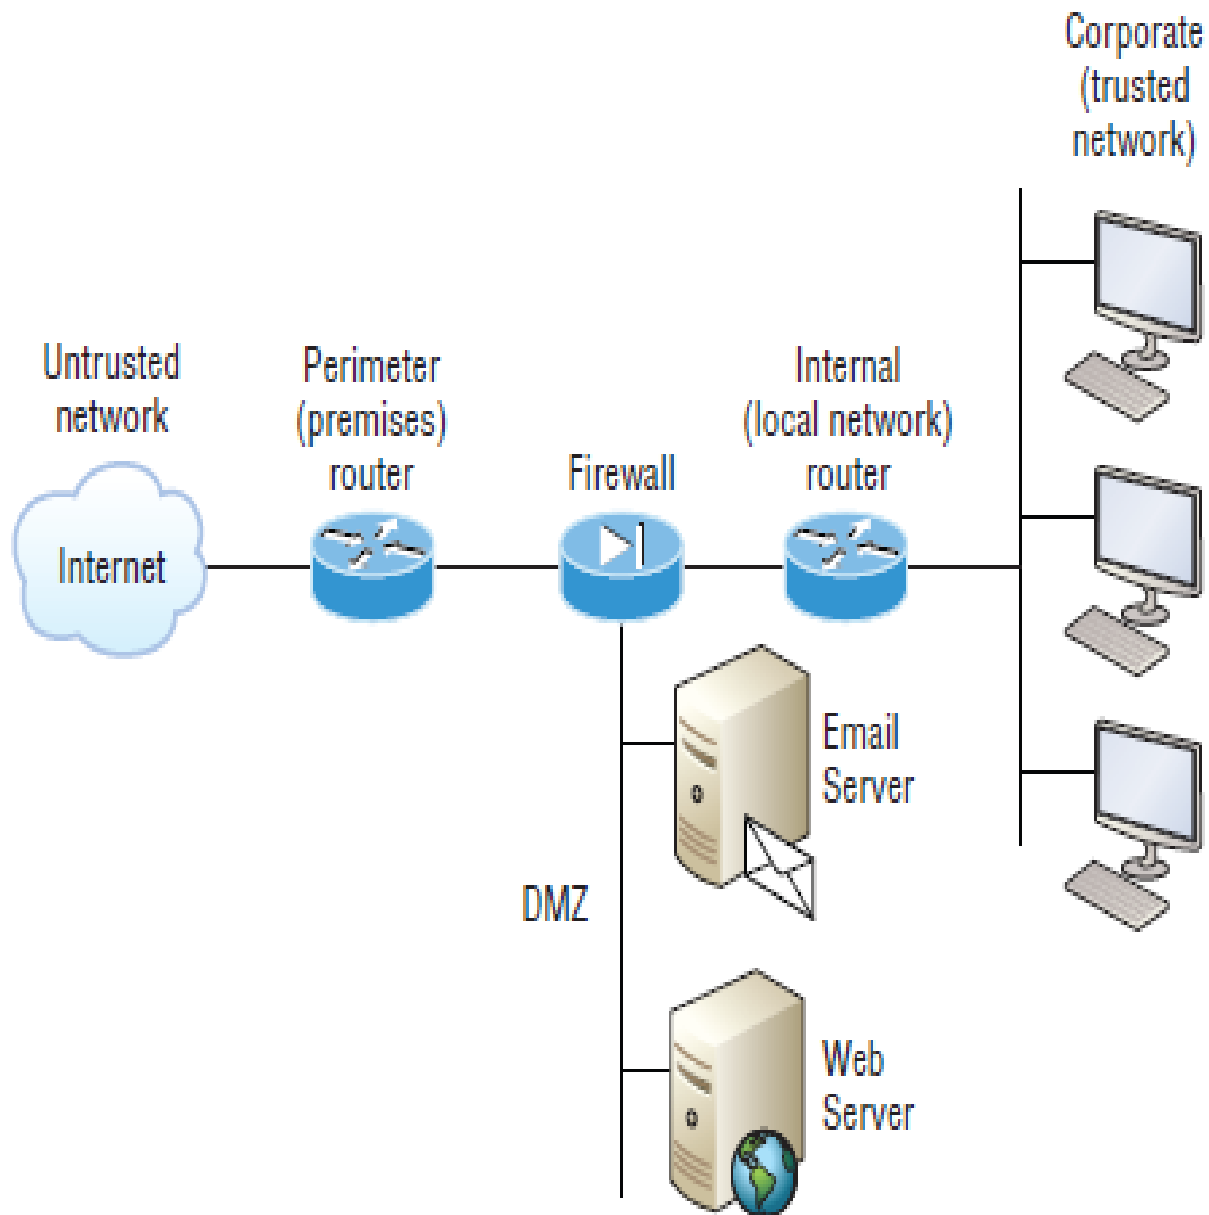 Corporate
(trusted
network)
Untrusted
network
Perimeter
(premises)
router
Firewall
Internal
(local network)
router
Internet
Email
Server
DMZ
Web
Server